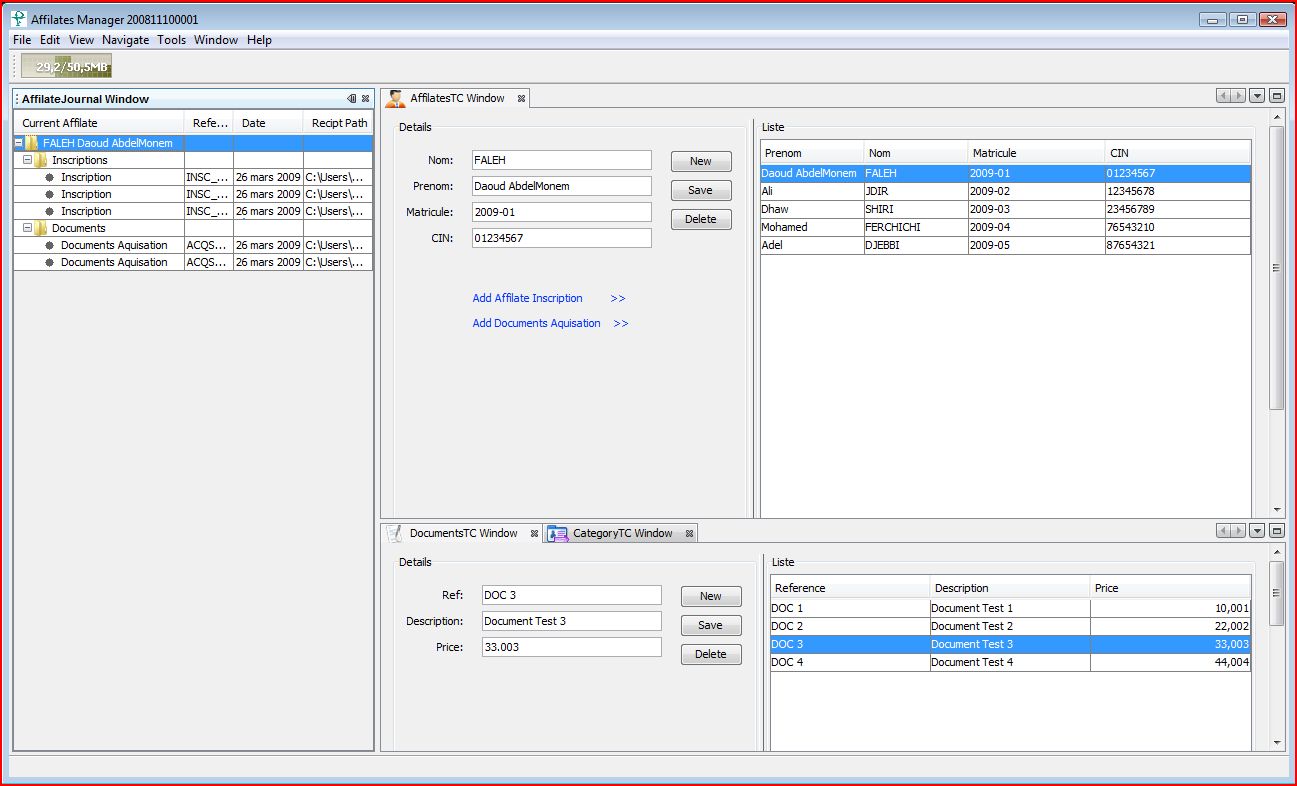 Affilates Manager 200811100001
File Edit View Navigate Tools Window Help
29,2/50,5MB
AffilateJournal Window
Current Affilate Refe... Date Recipt Path
FALEH Daoud AbdelMonem
Inscriptions
Inscription INSC_... 26 mars 2009 C:\Users\...
Inscription INSC_... 26 mars 2009 C:\Users\...
Inscription INSC_... 26 mars 2009 C:\Users\...
Documents
Documents Aquisation ACQS... 26 mars 2009 C:\Users\...
Documents Aquisation ACQS... 26 mars 2009 C:\Users\...
AffilatesTC Window
Details
Nom: FALEH New
Prenom: Daoud AbdelMonem Save
Matricule: 2009-01 Delete
CIN: 01234567
Add Affilate Inscription >>
Add Documents Aquisation >>
Liste
Prenom Nom Matricule CIN
Daoud AbdelMonem FALEH 2009-01 01234567
Ali JDIR 2009-02 12345678
Dhaw SHIRI 2009-03 23456789
Mohamed FERCHICHI 2009-04 76543210
Adel DJEBBI 2009-05 87654321
DocumentsTC Window CategoryTC Window
Details
Ref: DOC 3 New
Description: Document Test 3 Save
Price: 33.003 Delete
Liste
Reference Description Price
DOC 1 Document Test 1 10,001
DOC 2 Document Test 2 22,002
DOC 3 Document Test 3 33,003
DOC 4 Document Test 4 44,004